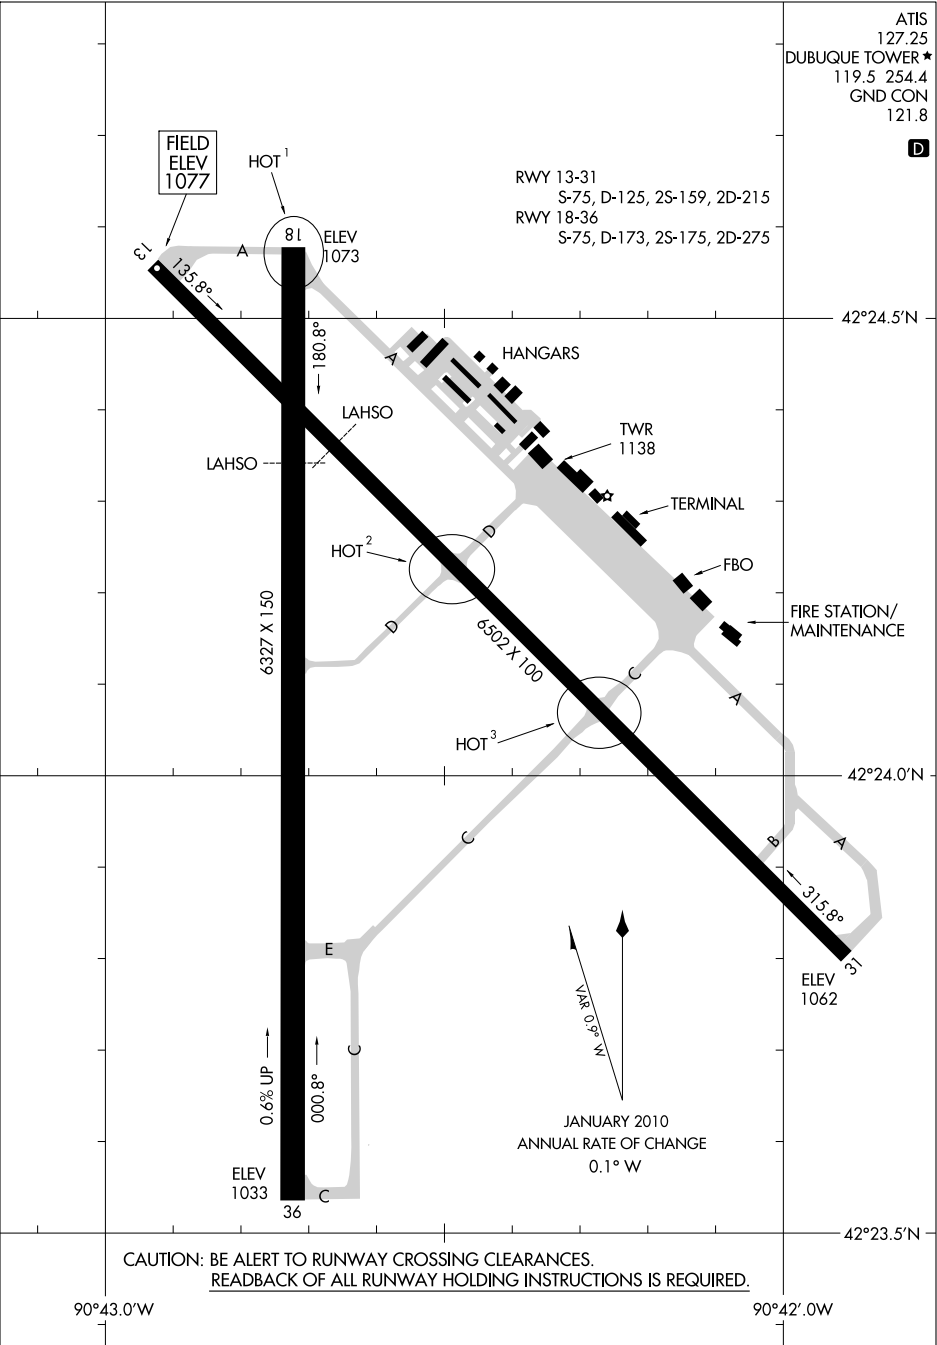 ATIS
127.25
DUBUQUE TOWER★
119.5 254.4
GND CON
121.8
D
FIELD
ELEV
1077
HOT 1
RWY 13-31
S-75, D-125, 2S-159, 2D-215
RWY 18-36
S-75, D-173, 2S-175, 2D-275
13
18
ELEV
1073
A
135.8°
180.8°
42°24.5'N
A
HANGARS
LAHSO
LAHSO
TWR
1138
TERMINAL
D
HOT 2
FBO
D
6327 X 150
6502 X 100
FIRE STATION/
MAINTENANCE
C
A
HOT 3
42°24.0'N
C
B
A
315.8°
E
31
ELEV
1062
VAR 0.9° W
C
0.6% UP
000.8°
JANUARY 2010
ANNUAL RATE OF CHANGE
0.1° W
ELEV
1033
36
C
42°23.5'N
CAUTION: BE ALERT TO RUNWAY CROSSING CLEARANCES.
READBACK OF ALL RUNWAY HOLDING INSTRUCTIONS IS REQUIRED.
90°43.0'W
90°42'.0W